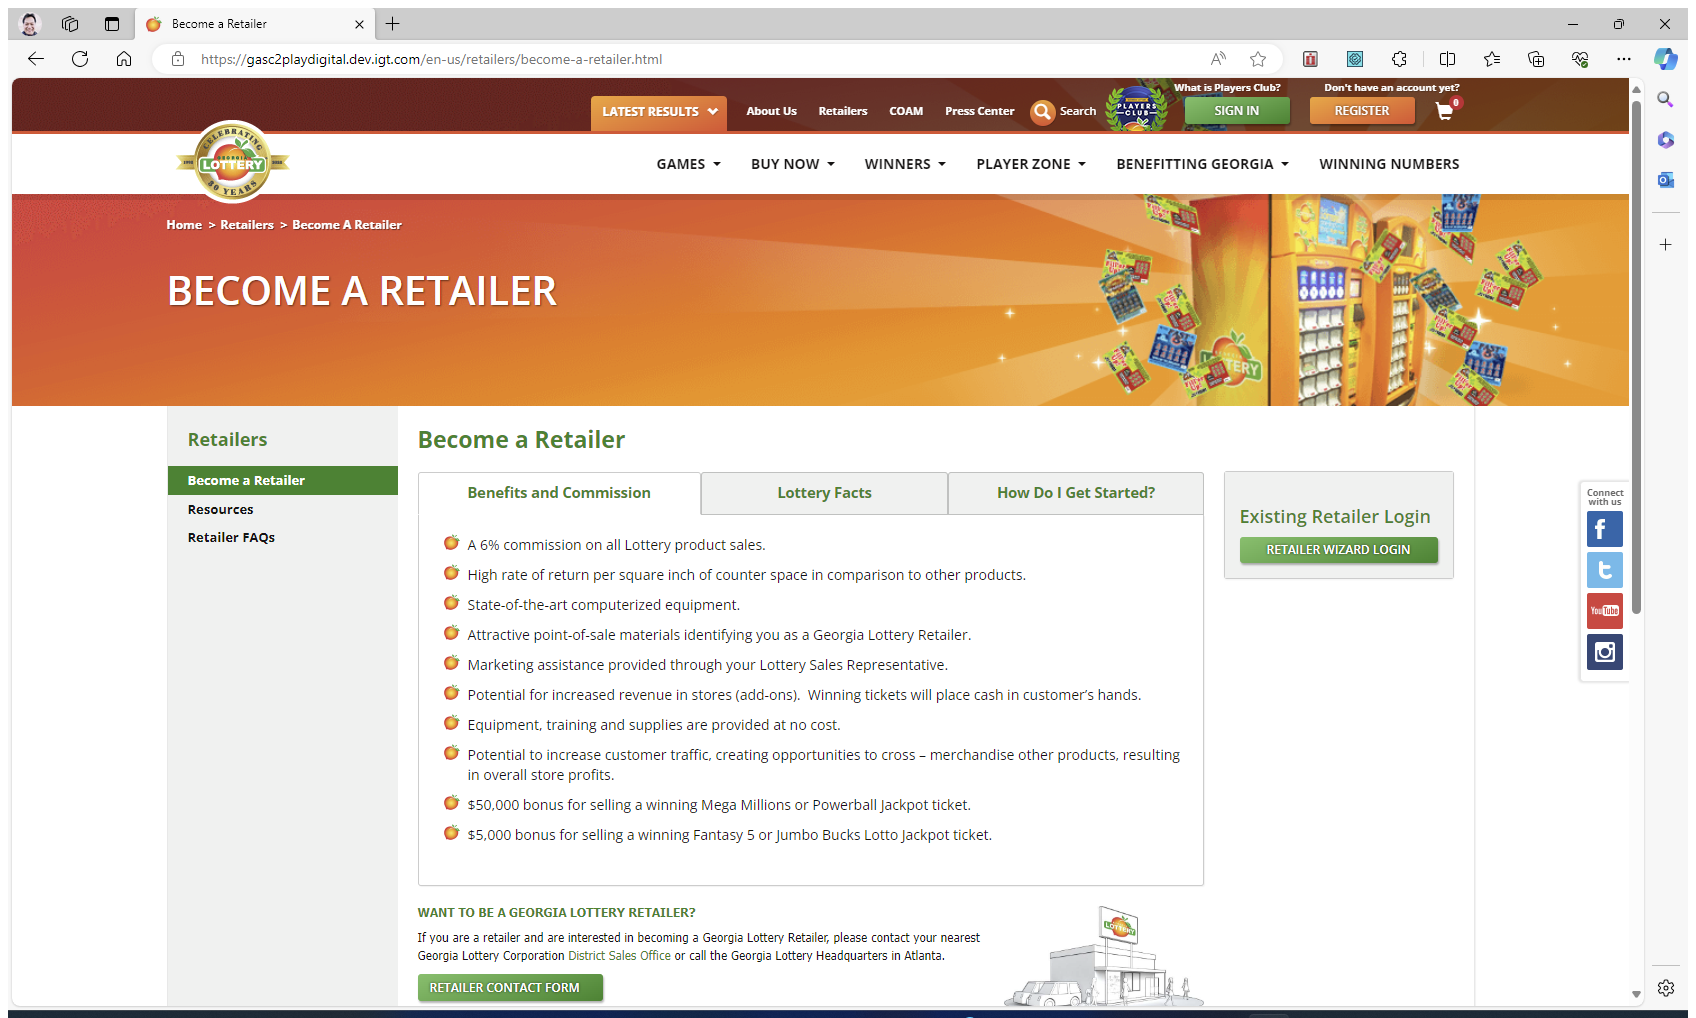 Become a Retailer
https://gasc2playdigital.dev.igt.com/en-us/retailers/become-a-retailer.html
What is Players Club?
Don't have an account yet?
LATEST RESULTS
About Us
Retailers
COAM
Press Center
Search
PLAYERS
CLUB
SIGN IN
REGISTER
0
CELEBRATING
GEORGIA
LOTTERY
30 YEARS
GAMES
BUY NOW
WINNERS
PLAYER ZONE
BENEFITTING GEORGIA
WINNING NUMBERS
Home > Retailers > Become A Retailer
BECOME A RETAILER
LOTTERY
Retailers
Become a Retailer
Resources
Retailer FAQs
Become a Retailer
Benefits and Commission
Lottery Facts
How Do I Get Started?
A 6% commission on all Lottery product sales.
High rate of return per square inch of counter space in comparison to other products.
State-of-the-art computerized equipment.
Attractive point-of-sale materials identifying you as a Georgia Lottery Retailer.
Marketing assistance provided through your Lottery Sales Representative.
Potential for increased revenue in stores (add-ons).  Winning tickets will place cash in customer’s hands.
Equipment, training and supplies are provided at no cost.
Potential to increase customer traffic, creating opportunities to cross – merchandise other products, resulting
in overall store profits.
$50,000 bonus for selling a winning Mega Millions or Powerball Jackpot ticket.
$5,000 bonus for selling a winning Fantasy 5 or Jumbo Bucks Lotto Jackpot ticket.
Existing Retailer Login
RETAILER WIZARD LOGIN
Connect
with us
YouTube
WANT TO BE A GEORGIA LOTTERY RETAILER?
If you are a retailer and are interested in becoming a Georgia Lottery Retailer, please contact your nearest
Georgia Lottery Corporation District Sales Office or call the Georgia Lottery Headquarters in Atlanta.
RETAILER CONTACT FORM
LOTTERY